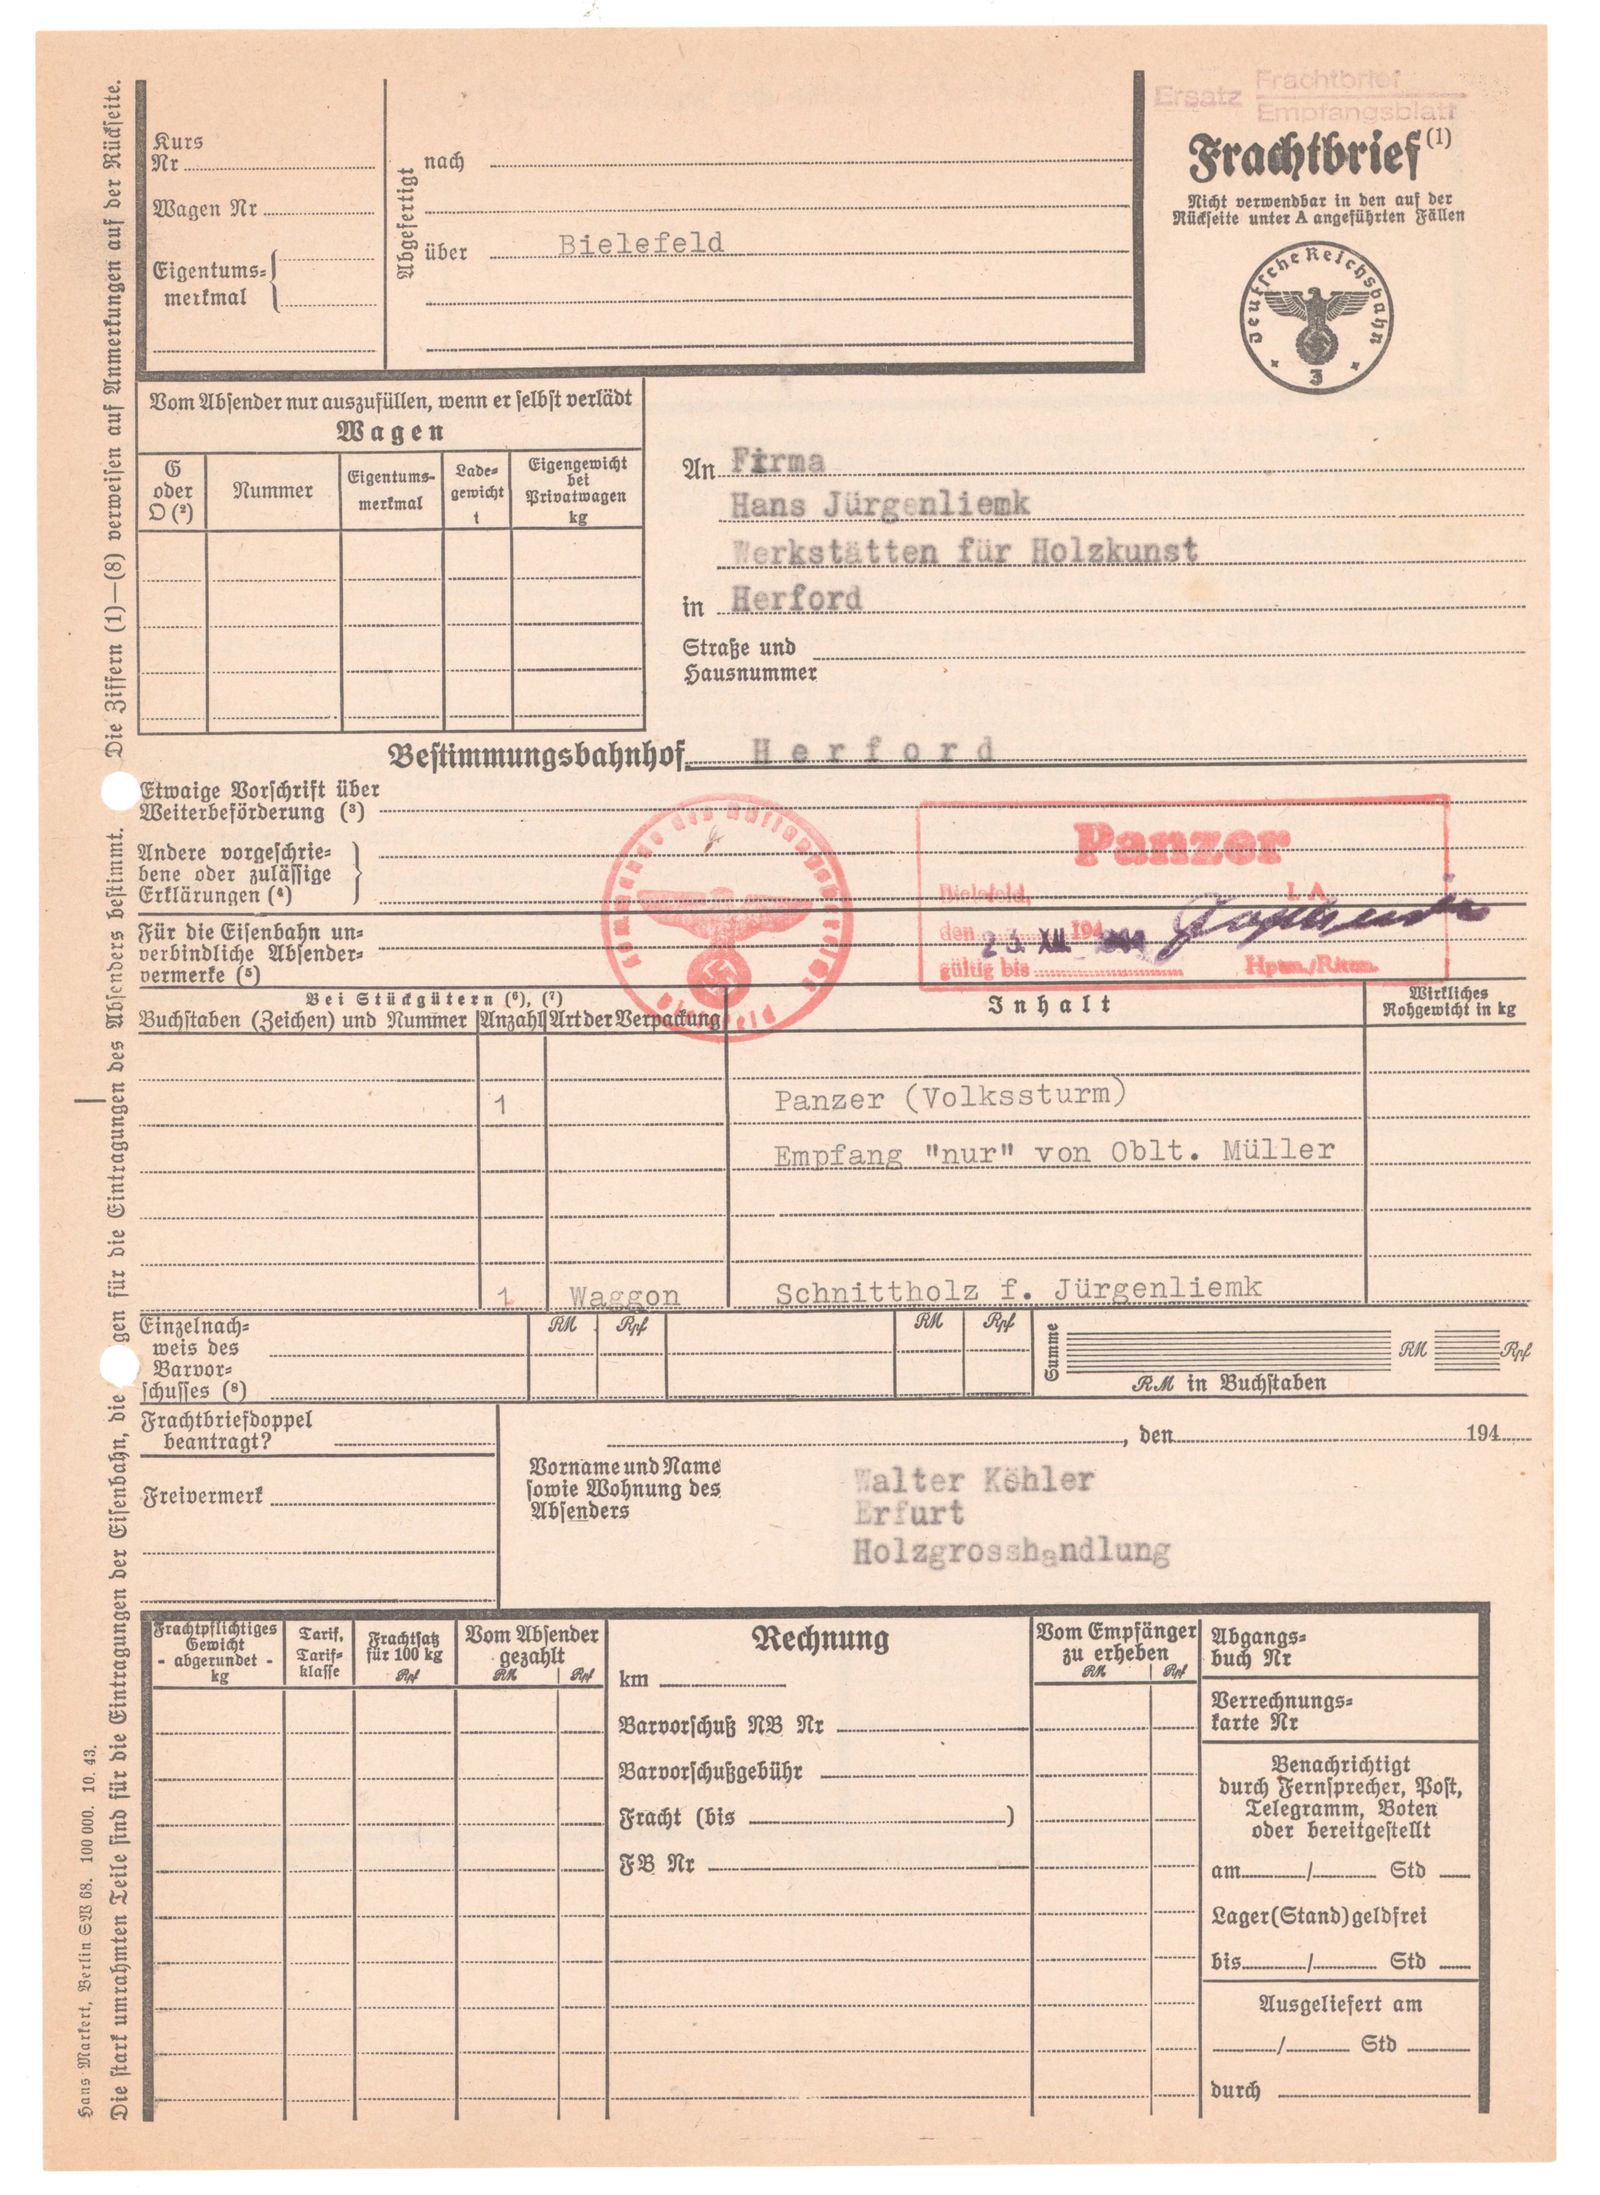 Ersatz Frachtbrief
Empfangsblatt
Frachtbrief (1)
Nicht verwendbar in den auf der
Rückseite unter A angeführten Fällen
Deutsche Reichsbahn
3
Kurs
Nr
Wagen Nr
Eigentums-
merkmal
Abgefertigt
nach
über Bielefeld
Vom Absender nur auszufüllen, wenn er selbst verlädt
Wagen
G
oder
O (²)
Nummer
Eigentums-
merkmal
Lade-
gewicht
t
Eigengewicht
bei
Privatwagen
kg
An Firma
Hans Jürgenliemk
Werkstätten für Holzkunst
in Herford
Straße und
Hausnummer
Bestimmungsbahnhof Herford
Etwaige Vorschrift über
Weiterbeförderung (³)
Andere vorgeschrie-
bene oder zulässige
Erklärungen (⁴)
Für die Eisenbahn un-
verbindliche Absender-
vermerke (⁵)
Kommando des Rüstungsbereiches
Bielefeld
Panzer
Bielefeld, I. A.
den 23. XII. 194
gültig bis Hptm./Rittm.
Bei Stückgütern (⁶), (⁷)
Buchstaben (Zeichen) und Nummer Anzahl Art der Verpackung
Inhalt
Wirkliches
Rohgewicht in kg
1 Panzer (Volkssturm)
Empfang "nur" von Oblt. Müller
1 Waggon Schnittholz f. Jürgenliemk
Einzelnach-
weis des
Barvor-
schusses (⁸)
RM Rpf
RM Rpf
Summe
RM Rpf
RM in Buchstaben
Frachtbriefdoppel
beantragt?
Freivermerk
, den 194
Vorname und Name
sowie Wohnung des
Absenders
Walter Köhler
Erfurt
Holzgrosshandlung
Frachtpflichtiges
Gewicht
- abgerundet -
kg
Tarif,
Tarif-
klasse
Frachtsatz
für 100 kg
Rpf
Vom Absender
gezahlt
RM Rpf
Rechnung
km
Barvorschuß NB Nr
Barvorschußgebühr
Fracht (bis )
FB Nr
Vom Empfänger
zu erheben
RM Rpf
Abgangs-
buch Nr
Verrechnungs-
karte Nr
Benachrichtigt
durch Fernsprecher, Post,
Telegramm, Boten
oder bereitgestellt
am / Std
Lager(Stand)geldfrei
bis / Std
Ausgeliefert am
/ Std
durch
Die stark umrahmten Teile sind für die Eintragungen der Eisenbahn, die gen für die Eintragungen des Absenders bestimmt. Die Ziffern (1)—(8) verweisen auf Anmerkungen auf der Rückseite.
Hans Markert, Berlin SW 68. 100 000. 10. 43.